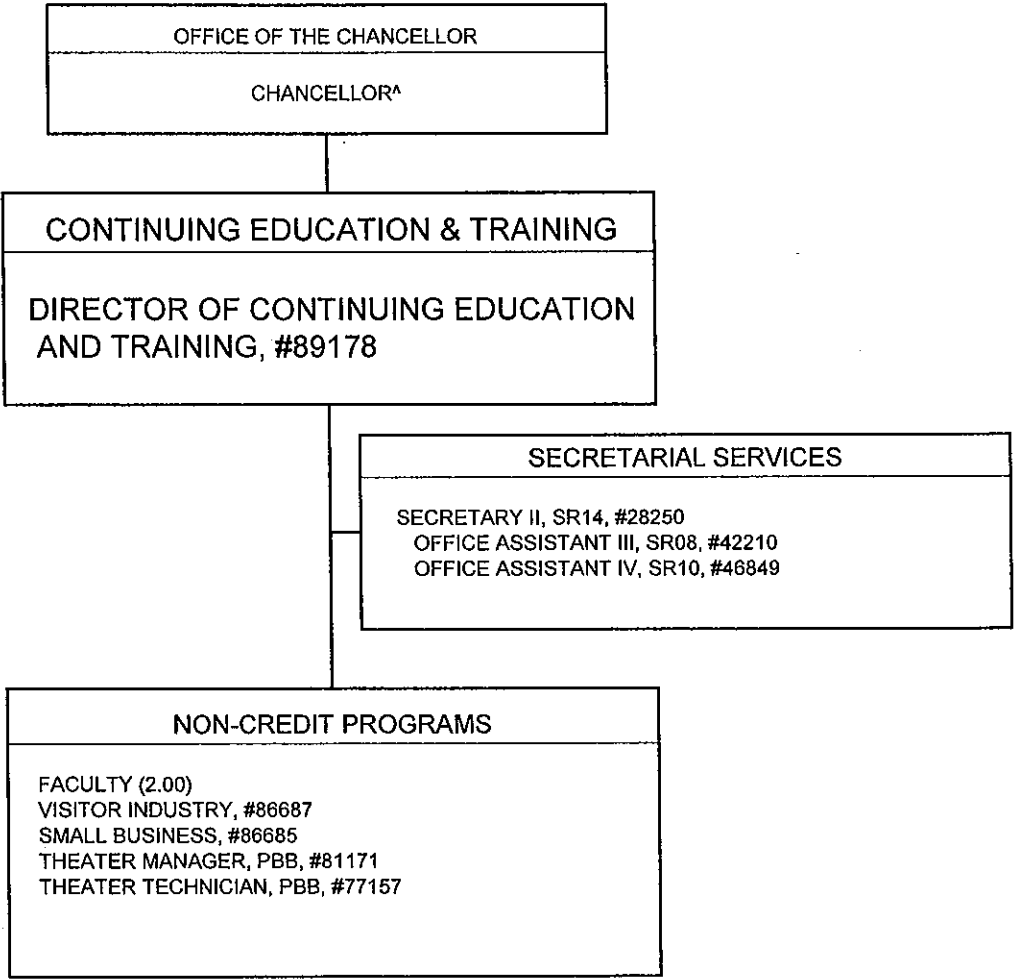 OFFICE OF THE CHANCELLOR
CHANCELLOR^
CONTINUING EDUCATION & TRAINING
DIRECTOR OF CONTINUING EDUCATION
AND TRAINING, #89178
SECRETARIAL SERVICES
SECRETARY II, SR14, #28250
OFFICE ASSISTANT III, SR08, #42210
OFFICE ASSISTANT IV, SR10, #46849
NON-CREDIT PROGRAMS
FACULTY (2.00)
VISITOR INDUSTRY, #86687
SMALL BUSINESS, #86685
THEATER MANAGER, PBB, #81171
THEATER TECHNICIAN, PBB, #77157